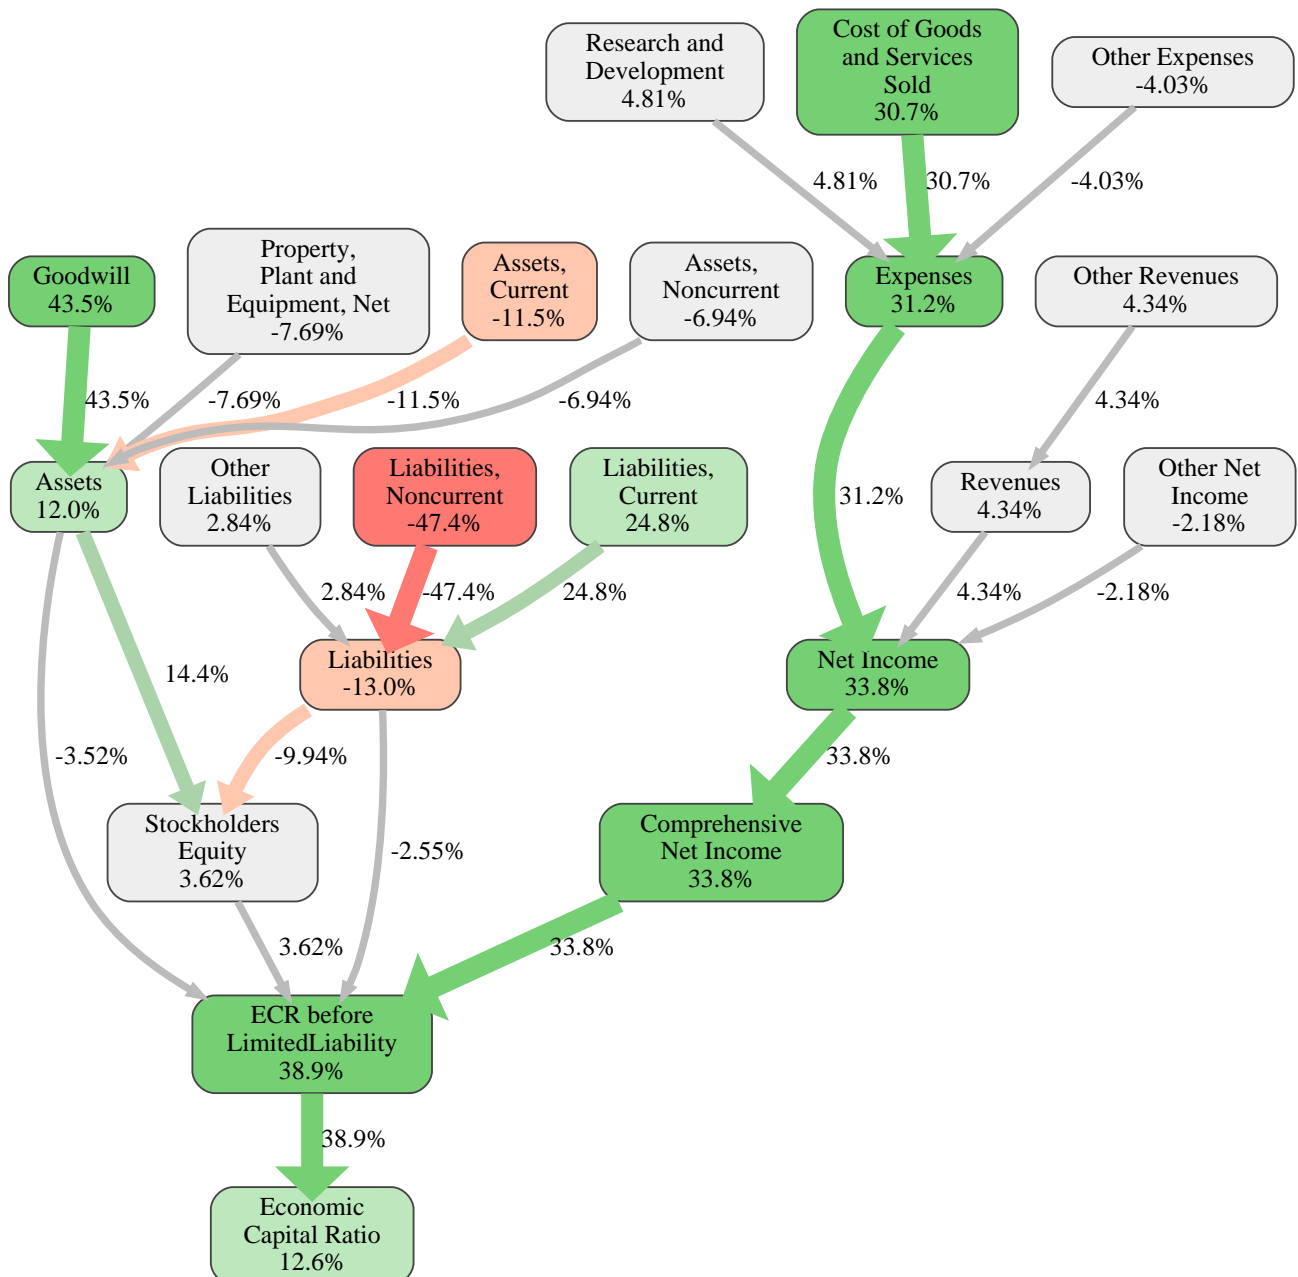 Research and
Development
4.81%
Cost of Goods
and Services
Sold
30.7%
Other Expenses
-4.03%
4.81%
30.7%
-4.03%
Goodwill
43.5%
Property,
Plant and
Equipment, Net
-7.69%
Assets,
Current
-11.5%
Assets,
Noncurrent
-6.94%
Expenses
31.2%
Other Revenues
4.34%
43.5%
-7.69%
-11.5%
-6.94%
4.34%
Assets
12.0%
Other
Liabilities
2.84%
Liabilities,
Noncurrent
-47.4%
Liabilities,
Current
24.8%
31.2%
Revenues
4.34%
Other Net
Income
-2.18%
2.84%
-47.4%
24.8%
4.34%
-2.18%
14.4%
Liabilities
-13.0%
Net Income
33.8%
-3.52%
-9.94%
33.8%
Stockholders
Equity
3.62%
-2.55%
Comprehensive
Net Income
33.8%
3.62%
33.8%
ECR before
LimitedLiability
38.9%
38.9%
Economic
Capital Ratio
12.6%